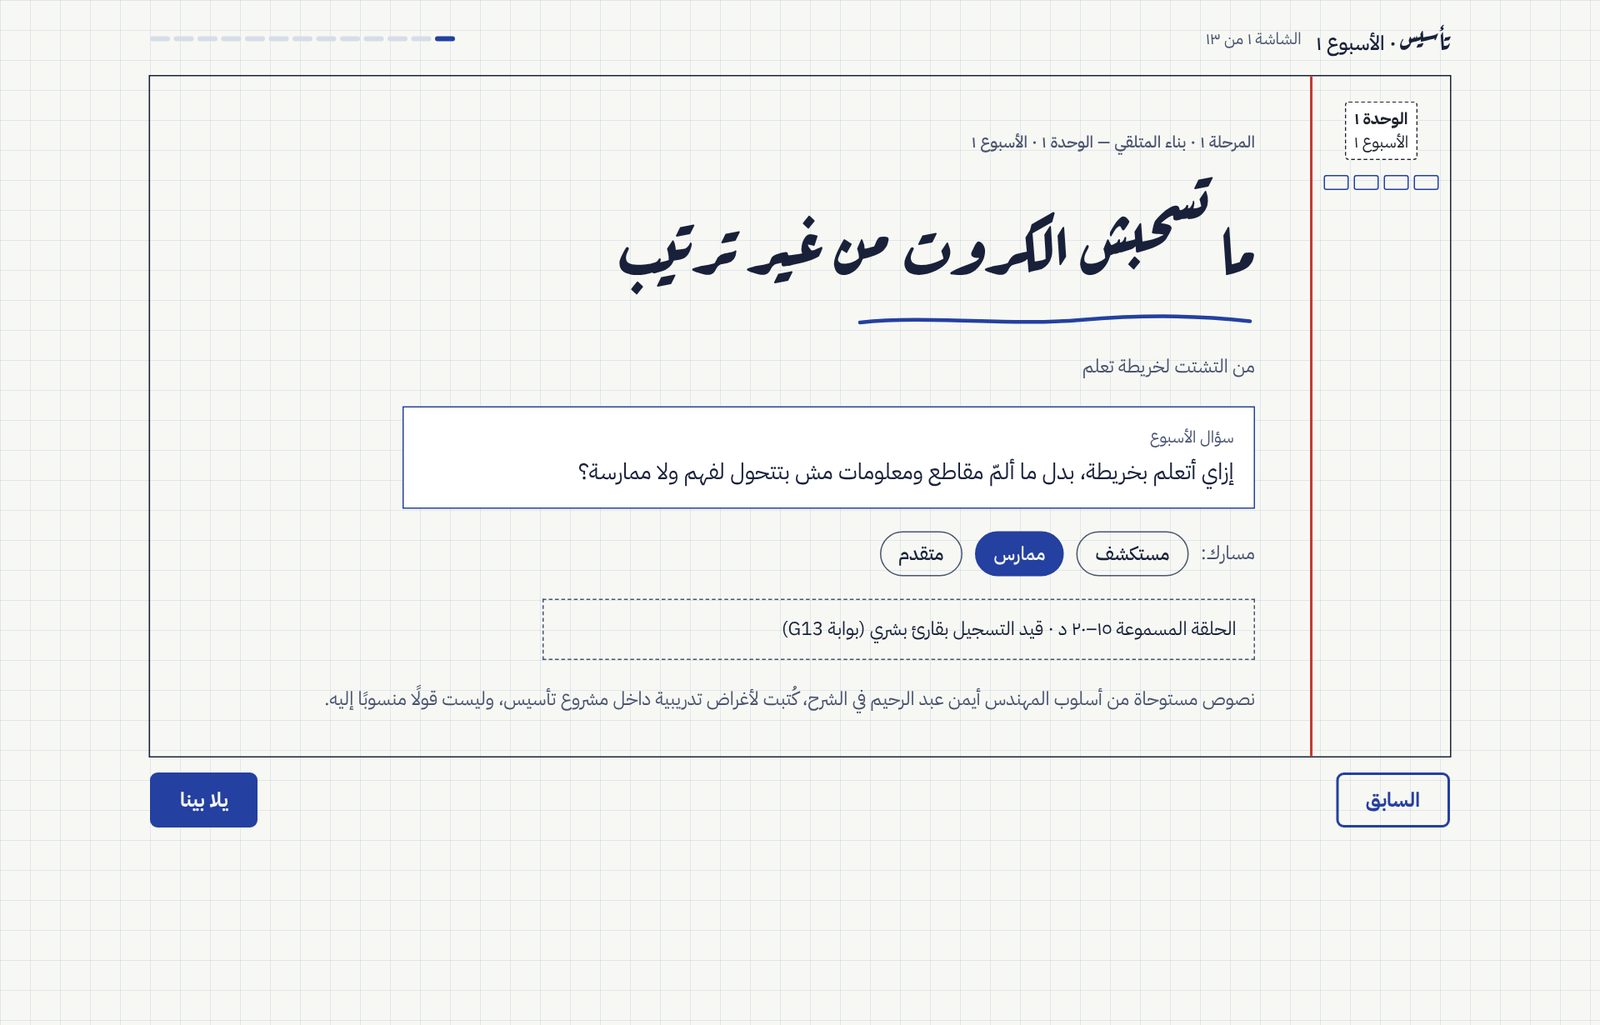 تأسيس · الأسبوع ١
الشاشة ١ من ١٣
الوحدة ١
الأسبوع ١
المرحلة ١ · بناء المتلقي — الوحدة ١ · الأسبوع ١
ما تسحبش الكروت من غير ترتيب
من التشتت لخريطة تعلم
سؤال الأسبوع
إزاي أتعلم بخريطة، بدل ما ألمّ مقاطع ومعلومات مش بتتحول لفهم ولا ممارسة؟
مسارك: مستكشف ممارس متقدم
الحلقة المسموعة ١٥–٢٠ د · قيد التسجيل بقارئ بشري (بوابة G13)
نصوص مستوحاة من أسلوب المهندس أيمن عبد الرحيم في الشرح، كُتبت لأغراض تدريبية داخل مشروع تأسيس، وليست قولًا منسوبًا إليه.
السابق
يلا بينا